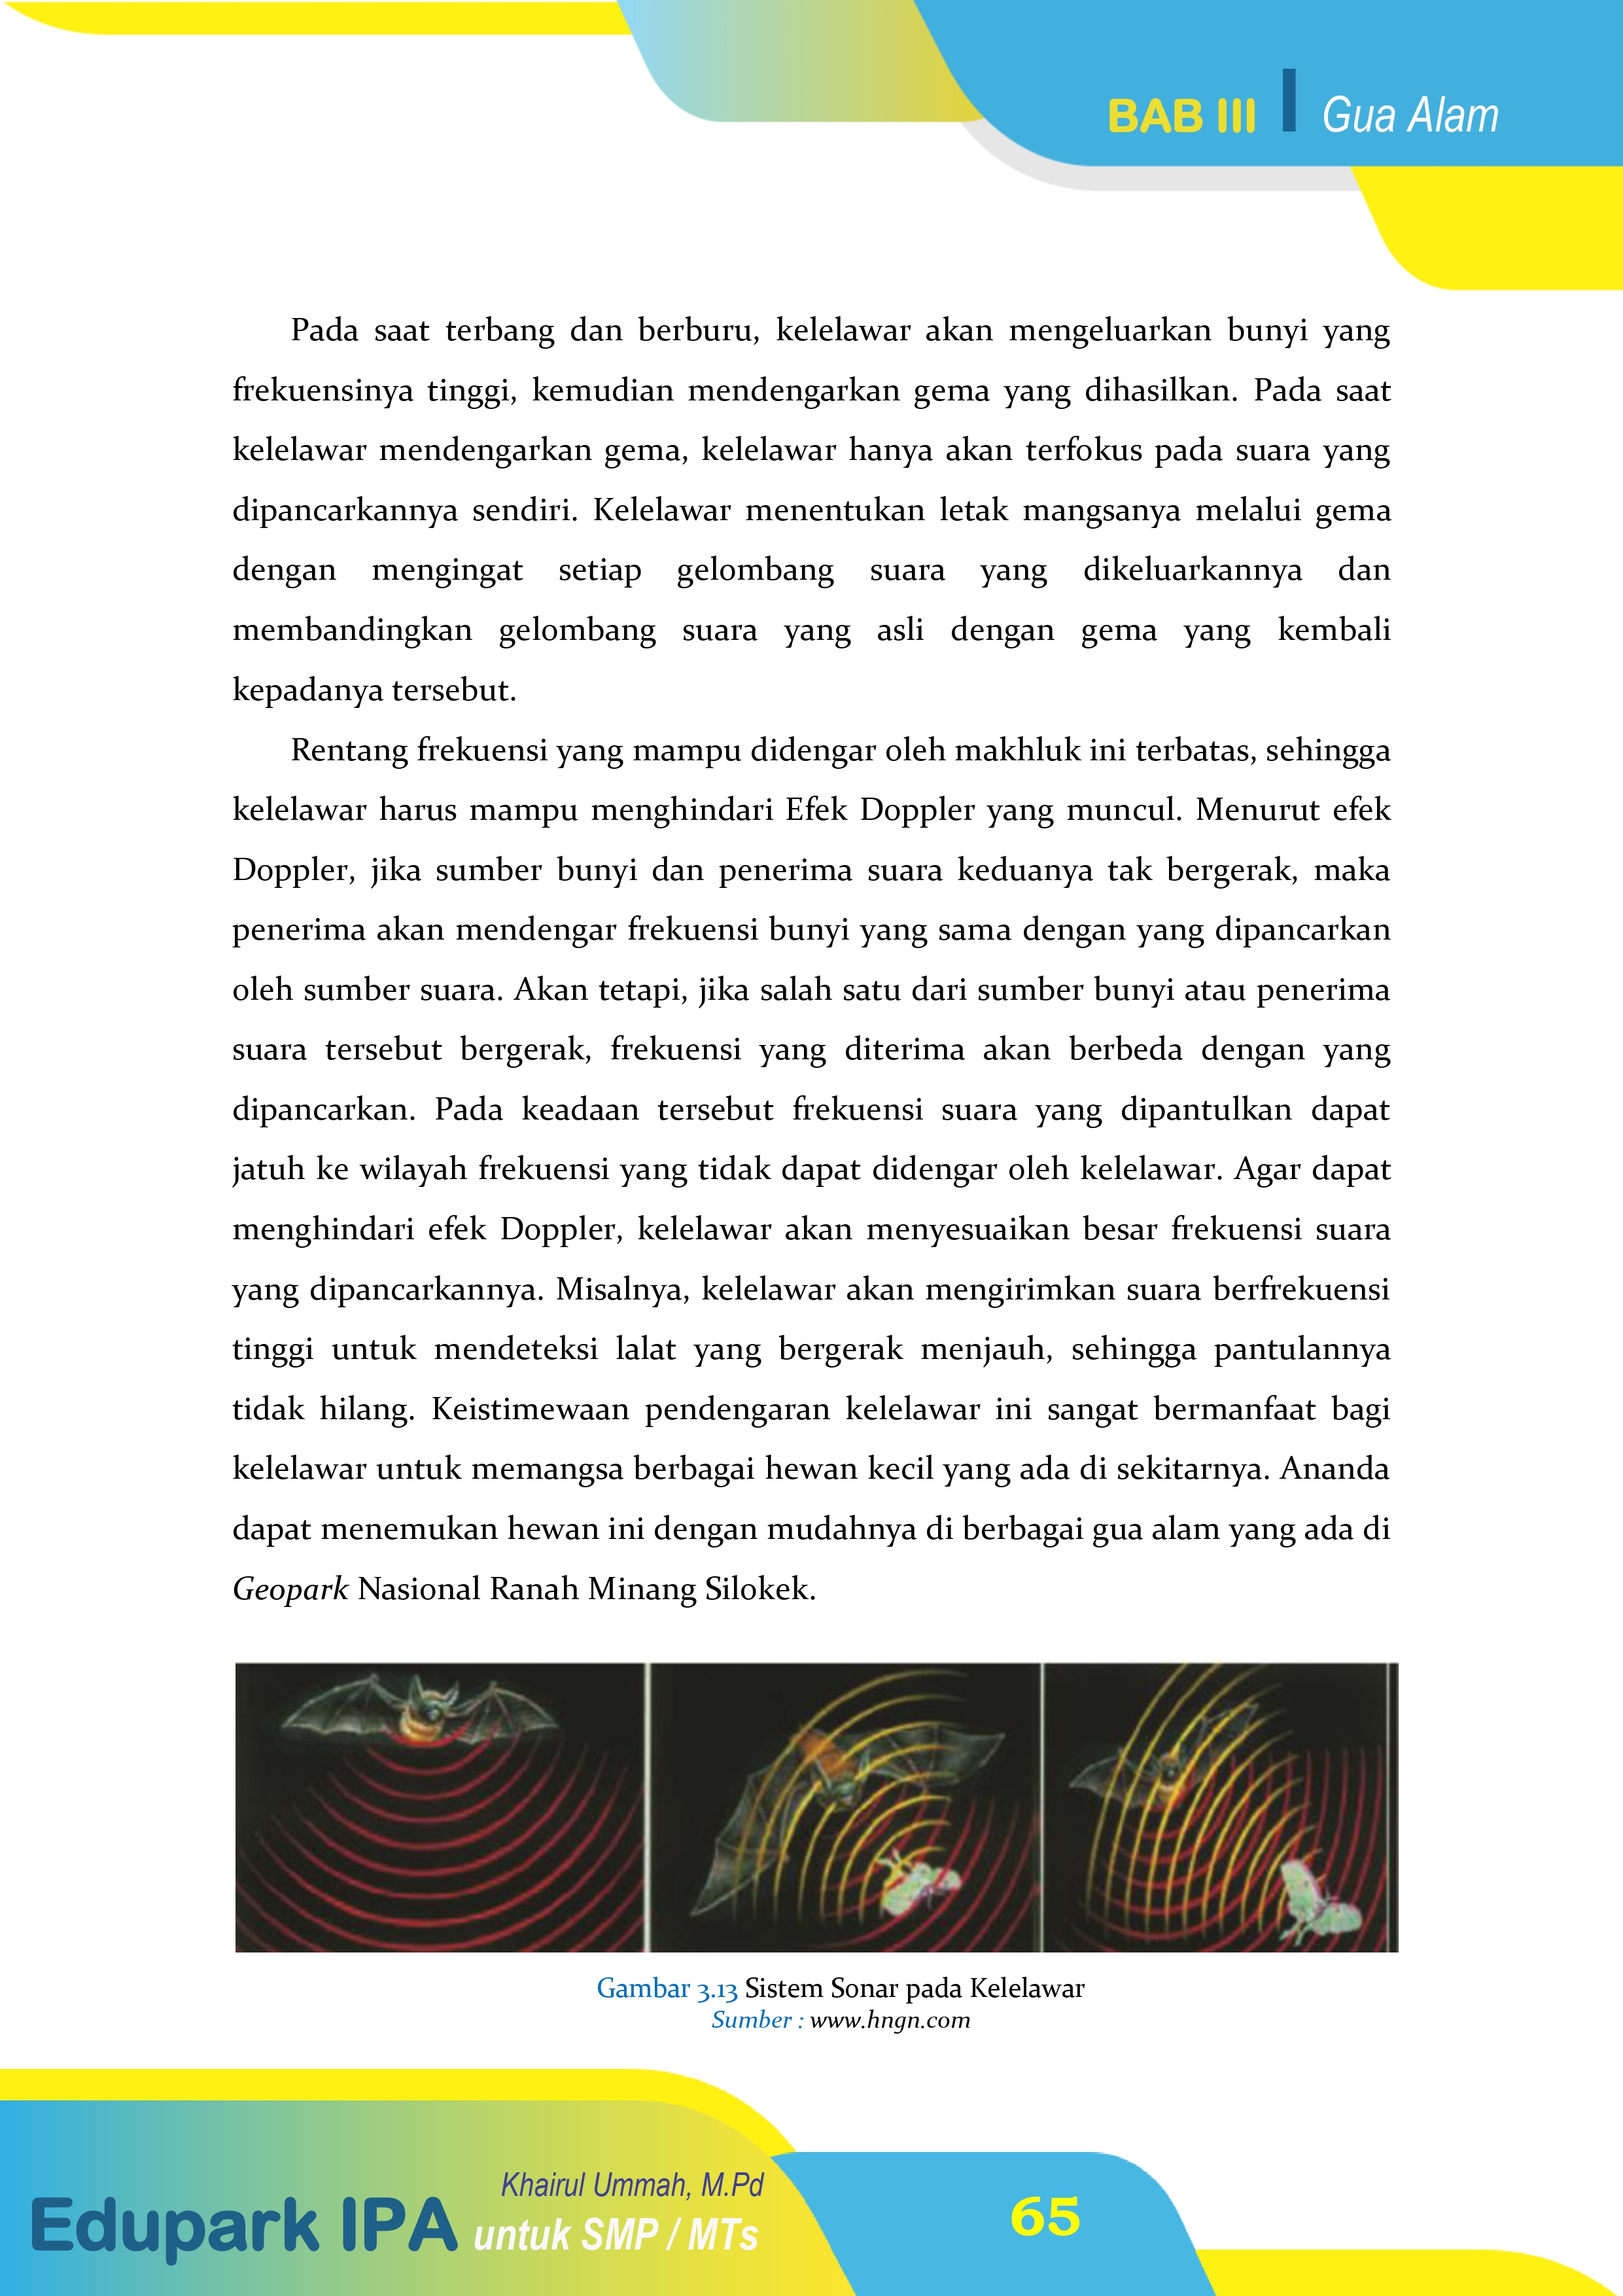 BAB III Gua Alam
Pada saat terbang dan berburu, kelelawar akan mengeluarkan bunyi yang
frekuensinya tinggi, kemudian mendengarkan gema yang dihasilkan. Pada saat
kelelawar mendengarkan gema, kelelawar hanya akan terfokus pada suara yang
dipancarkannya sendiri. Kelelawar menentukan letak mangsanya melalui gema
dengan mengingat setiap gelombang suara yang dikeluarkannya dan
membandingkan gelombang suara yang asli dengan gema yang kembali
kepadanya tersebut.
Rentang frekuensi yang mampu didengar oleh makhluk ini terbatas, sehingga
kelelawar harus mampu menghindari Efek Doppler yang muncul. Menurut efek
Doppler, jika sumber bunyi dan penerima suara keduanya tak bergerak, maka
penerima akan mendengar frekuensi bunyi yang sama dengan yang dipancarkan
oleh sumber suara. Akan tetapi, jika salah satu dari sumber bunyi atau penerima
suara tersebut bergerak, frekuensi yang diterima akan berbeda dengan yang
dipancarkan. Pada keadaan tersebut frekuensi suara yang dipantulkan dapat
jatuh ke wilayah frekuensi yang tidak dapat didengar oleh kelelawar. Agar dapat
menghindari efek Doppler, kelelawar akan menyesuaikan besar frekuensi suara
yang dipancarkannya. Misalnya, kelelawar akan mengirimkan suara berfrekuensi
tinggi untuk mendeteksi lalat yang bergerak menjauh, sehingga pantulannya
tidak hilang. Keistimewaan pendengaran kelelawar ini sangat bermanfaat bagi
kelelawar untuk memangsa berbagai hewan kecil yang ada di sekitarnya. Ananda
dapat menemukan hewan ini dengan mudahnya di berbagai gua alam yang ada di
Geopark Nasional Ranah Minang Silokek.
Gambar 3.13 Sistem Sonar pada Kelelawar
Sumber : www.hngn.com
Khairul Ummah, M.Pd
Edupark IPA untuk SMP / MTs
65